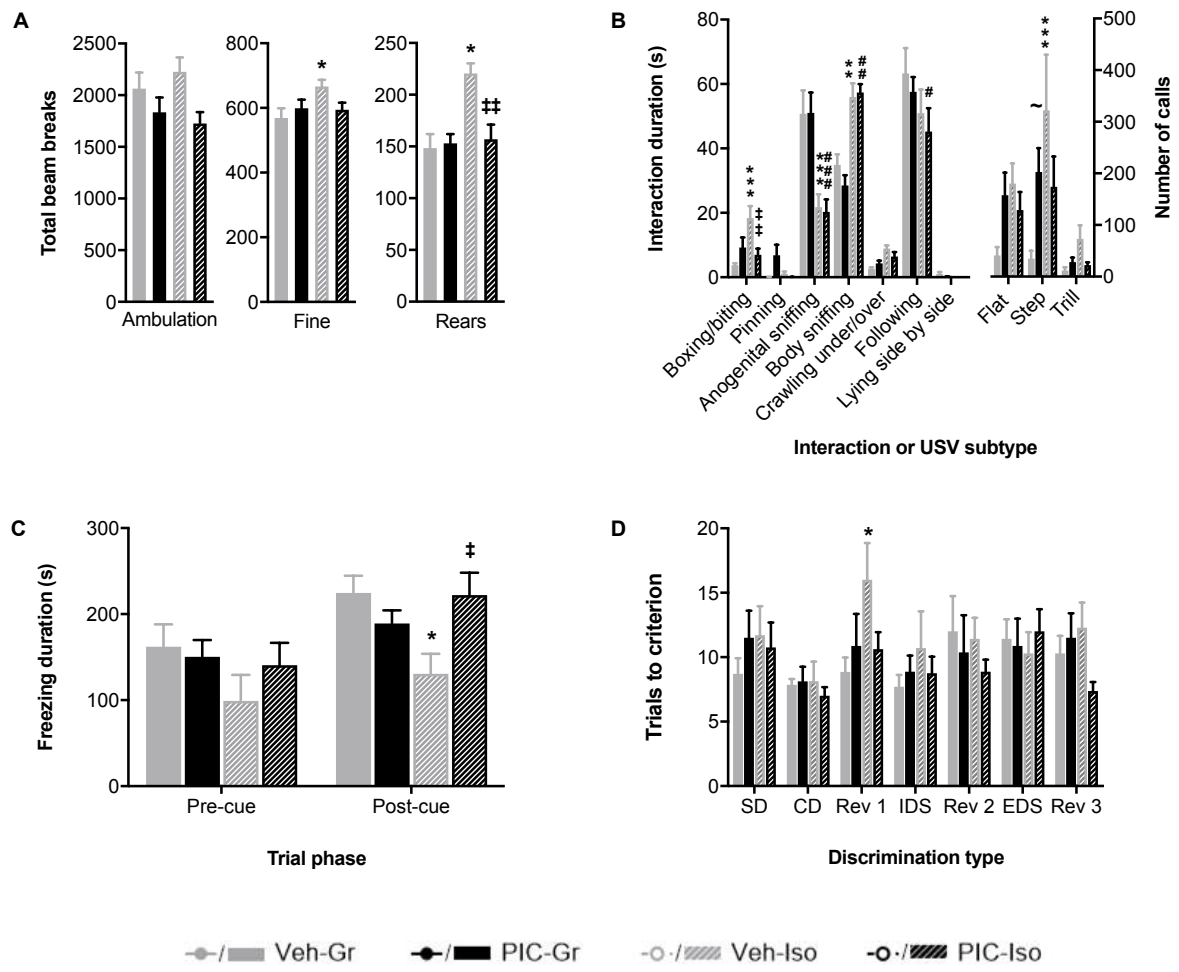 A
Total beam breaks
2500
2000
1500
1000
500
0
Ambulation
800
600
400
200
0
*
Fine
250
200
150
100
50
0
*
‡‡
Rears
B
Interaction duration (s)
80
60
40
20
0
***
‡‡
***
###
**
##
#
~
***
500
400
300
200
100
0
Number of calls
Boxing/biting
Pinning
Anogenital sniffing
Body sniffing
Crawling under/over
Following
Lying side by side
Flat
Step
Trill
Interaction or USV subtype
C
Freezing duration (s)
300
200
100
0
*
‡
Pre-cue
Post-cue
Trial phase
D
Trials to criterion
20
15
10
5
0
*
SD CD Rev 1 IDS Rev 2 EDS Rev 3
Discrimination type
/ Veh-Gr / PIC-Gr / Veh-Iso / PIC-Iso